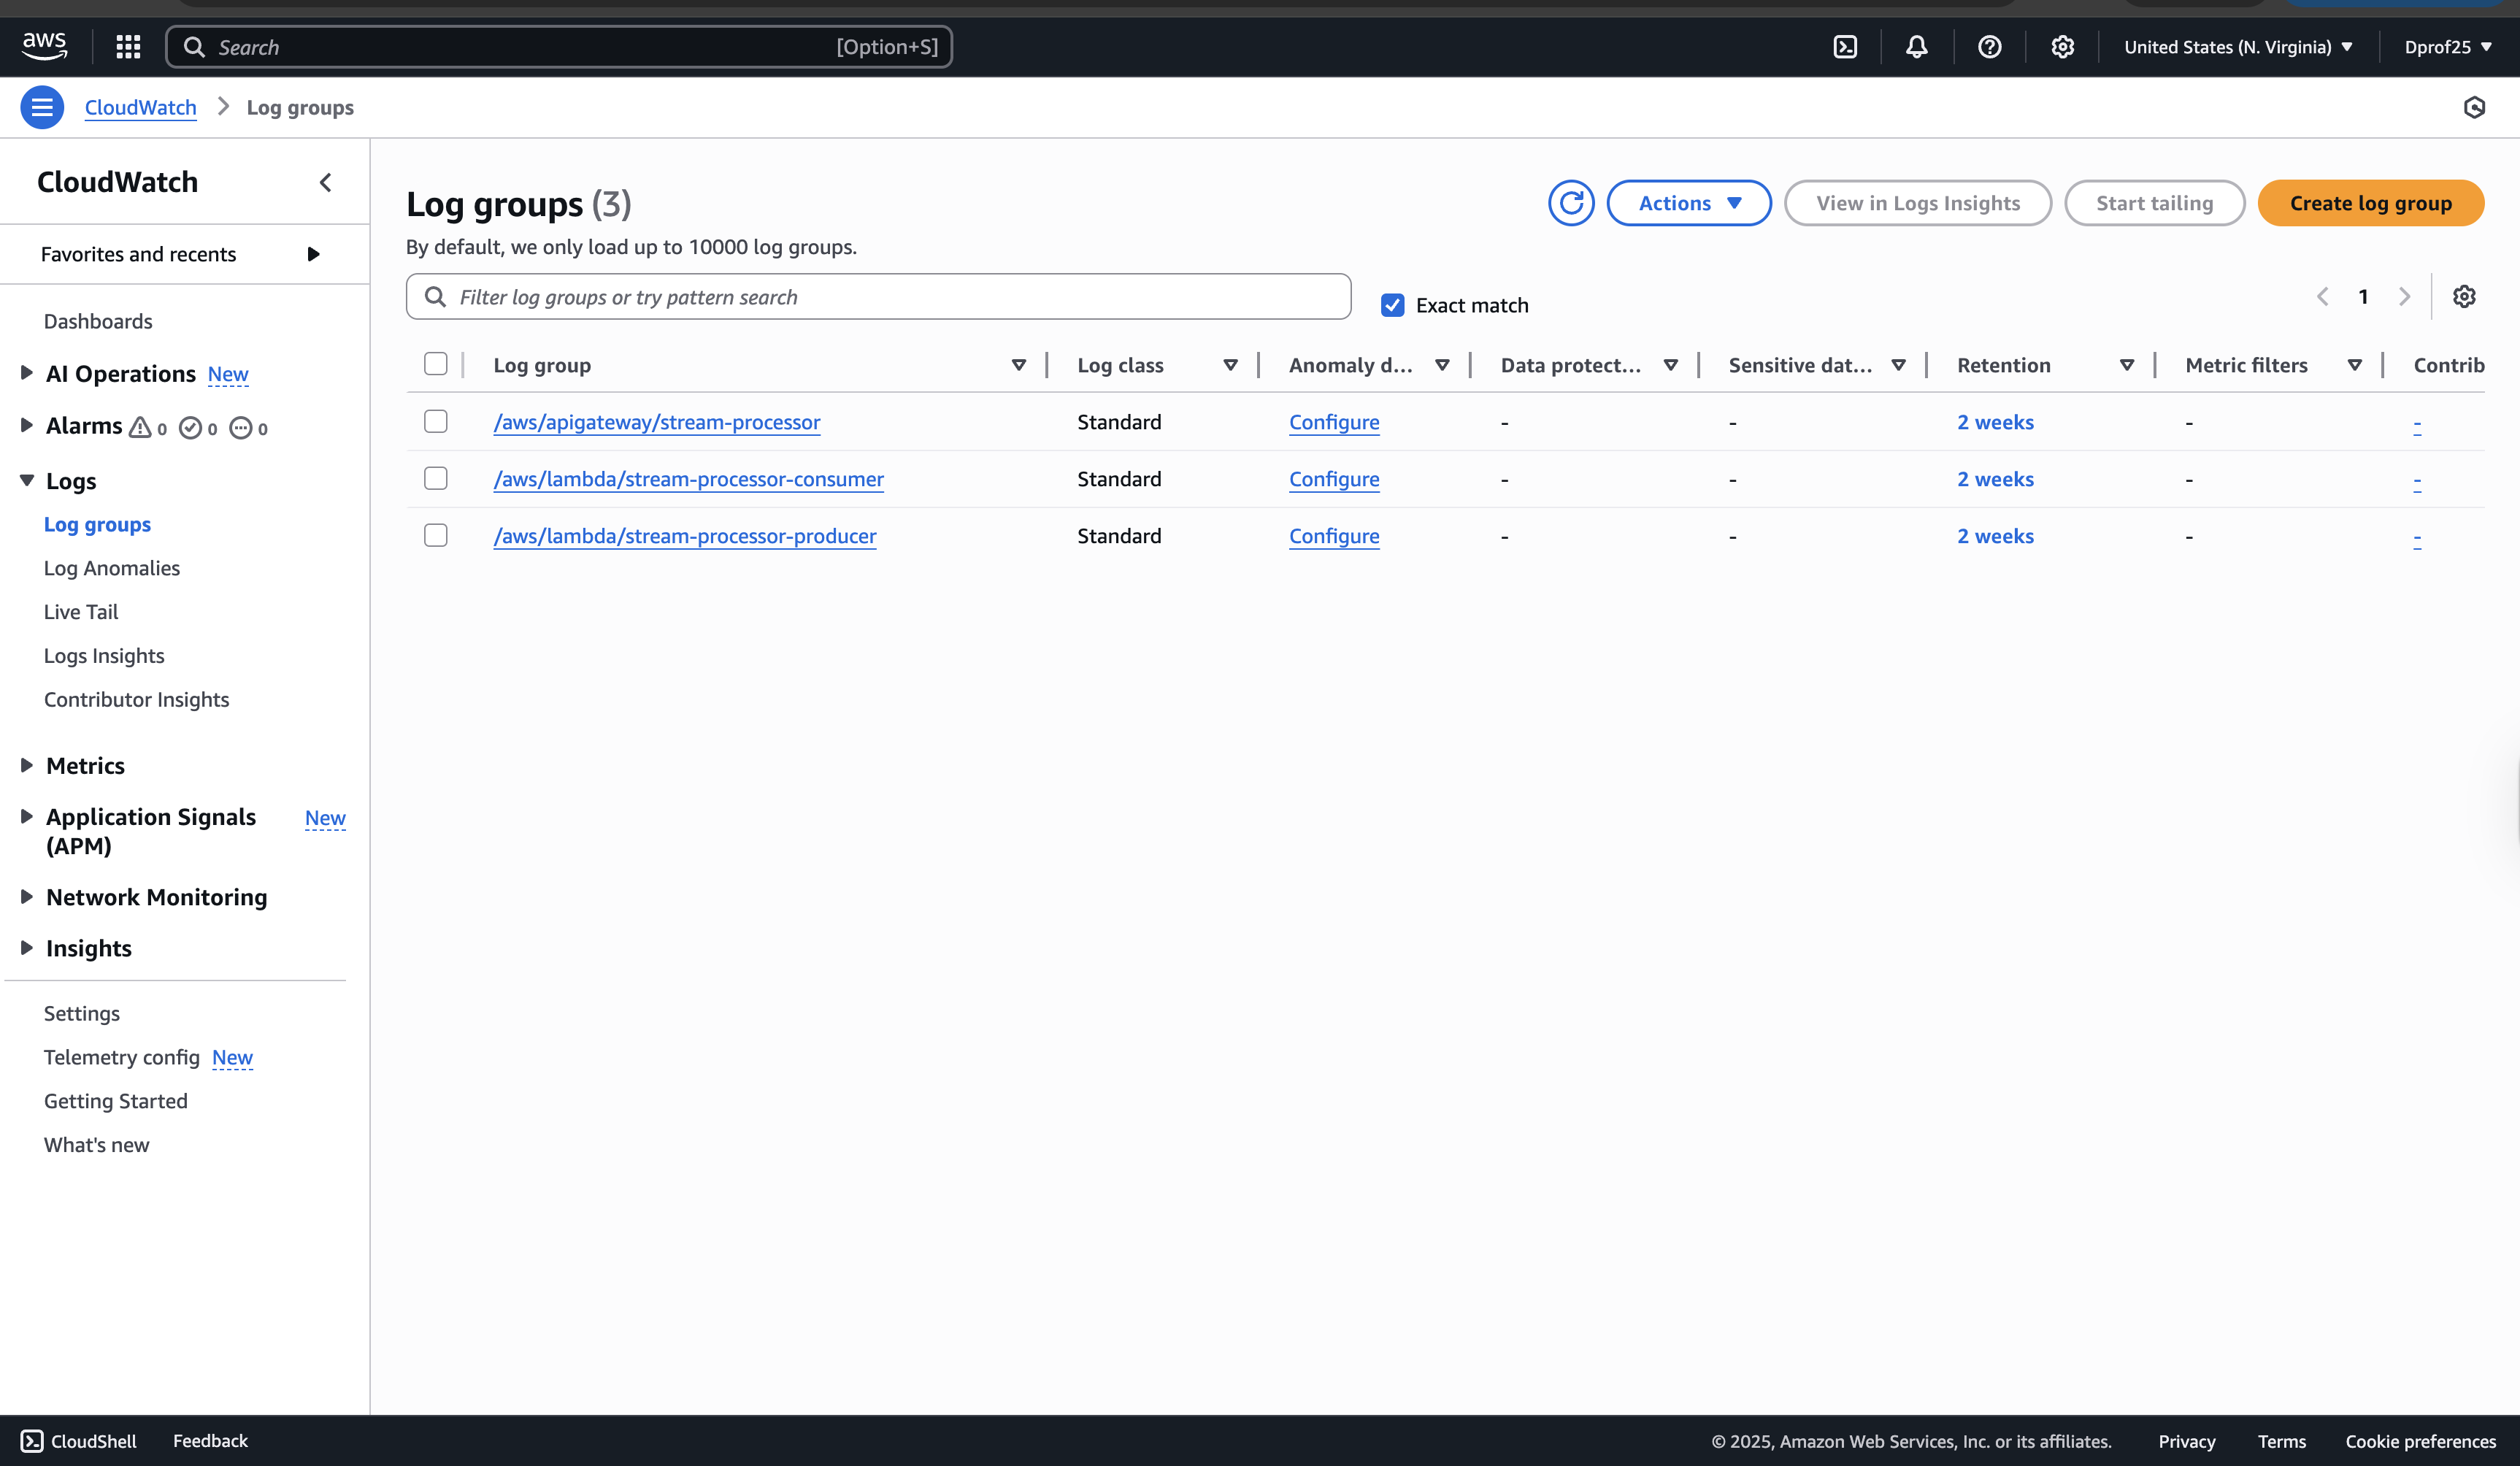 aws
Search [Option+S]
United States (N. Virginia) Dprof25
CloudWatch > Log groups
CloudWatch
Favorites and recents
Dashboards
AI Operations New
Alarms 0 0 0
Logs
Log groups
Log Anomalies
Live Tail
Logs Insights
Contributor Insights
Metrics
Application Signals New
(APM)
Network Monitoring
Insights
Settings
Telemetry config New
Getting Started
What's new
Log groups (3)
Actions View in Logs Insights Start tailing Create log group
By default, we only load up to 10000 log groups.
Filter log groups or try pattern search
Exact match
1
Log group Log class Anomaly d... Data protect... Sensitive dat... Retention Metric filters Contrib
/aws/apigateway/stream-processor Standard Configure - - 2 weeks - -
/aws/lambda/stream-processor-consumer Standard Configure - - 2 weeks - -
/aws/lambda/stream-processor-producer Standard Configure - - 2 weeks - -
CloudShell Feedback © 2025, Amazon Web Services, Inc. or its affiliates. Privacy Terms Cookie preferences